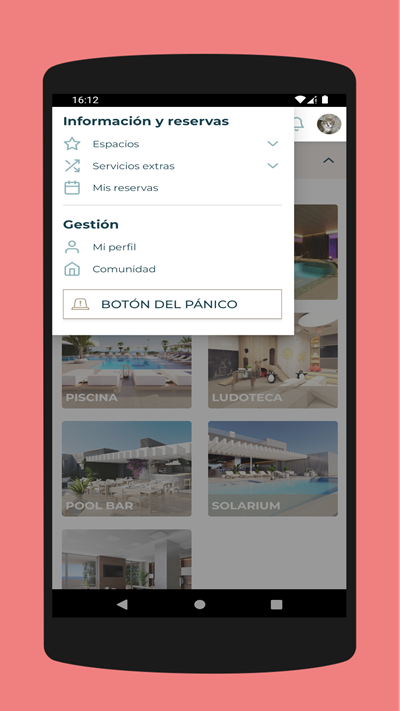 16:12
Información y reservas
Espacios
Servicios extras
Mis reservas
Gestión
Mi perfil
Comunidad
BOTÓN DEL PÁNICO
PISCINA
LUDOTECA
POOL BAR
SOLARIUM